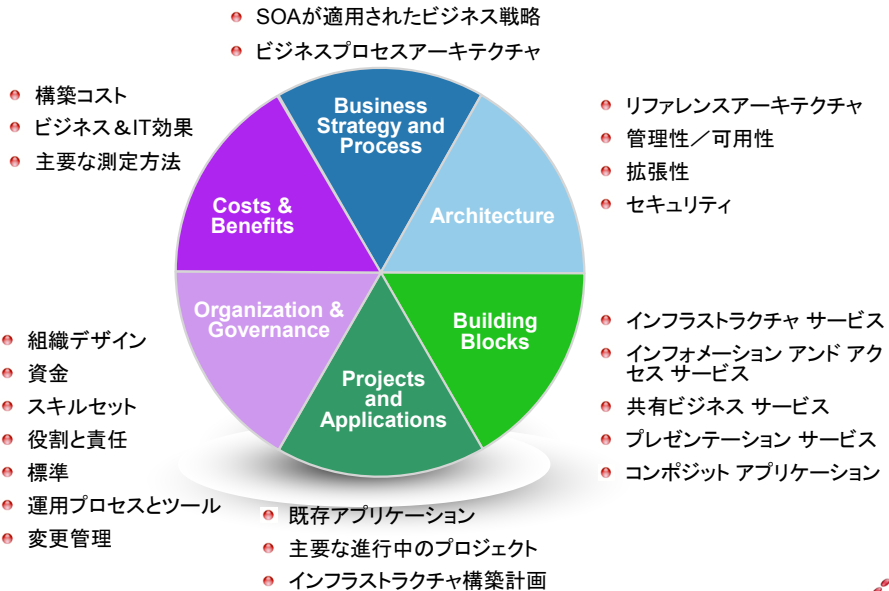 SOAが適用されたビジネス戦略
ビジネスプロセスアーキテクチャ
構築コスト
ビジネス＆IT効果
主要な測定方法
Business
Strategy and
Process
リファレンスアーキテクチャ
管理性／可用性
拡張性
セキュリティ
Costs &
Benefits
Architecture
Organization &
Governance
Building
Blocks
Projects
and
Applications
組織デザイン
資金
スキルセット
役割と責任
標準
運用プロセスとツール
変更管理
インフラストラクチャ サービス
インフォメーション アンド アク
セス サービス
共有ビジネス サービス
プレゼンテーション サービス
コンポジット アプリケーション
既存アプリケーション
主要な進行中のプロジェクト
インフラストラクチャ構築計画